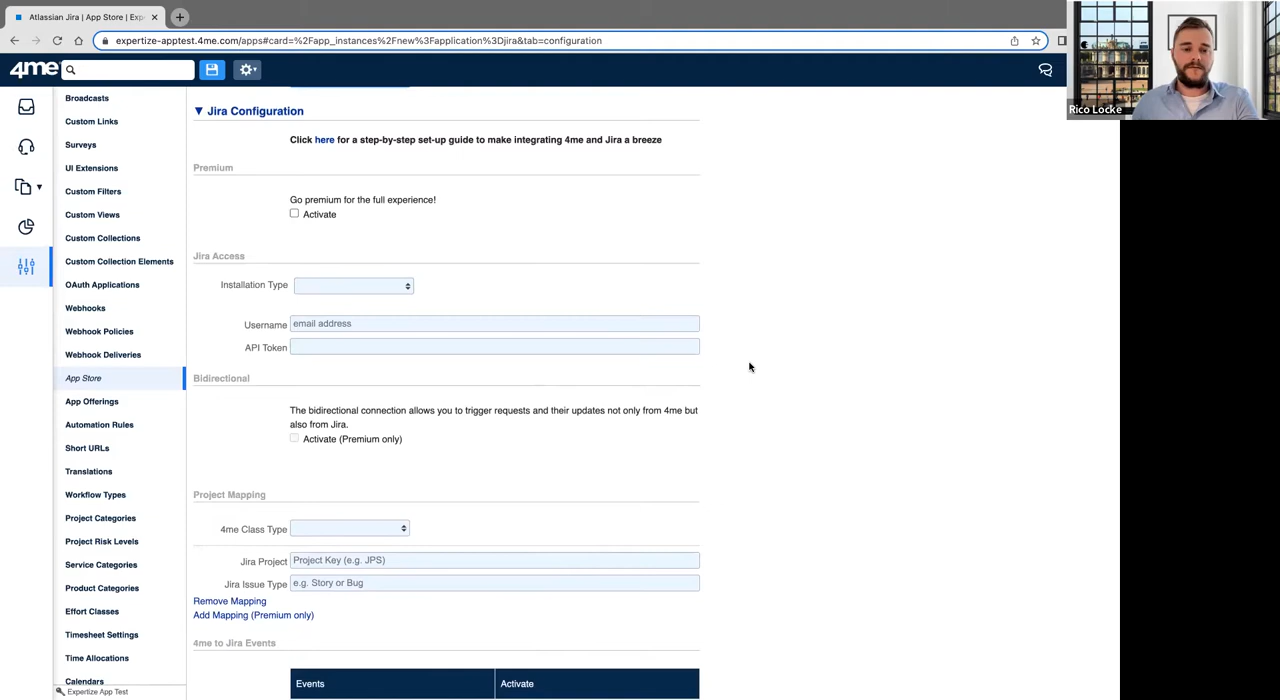 Atlassian Jira | App Store | Exp
expertize-apptest.4me.com/apps#card=%2Fapp_instances%2Fnew%3Fapplication%3Djira&tab=configuration
Rico Locke
4me
Broadcasts
Custom Links
Surveys
UI Extensions
Custom Filters
Custom Views
Custom Collections
Custom Collection Elements
OAuth Applications
Webhooks
Webhook Policies
Webhook Deliveries
App Store
App Offerings
Automation Rules
Short URLs
Translations
Workflow Types
Project Categories
Project Risk Levels
Service Categories
Product Categories
Effort Classes
Timesheet Settings
Time Allocations
Calendars
Expertize App Test
Jira Configuration
Click here for a step-by-step set-up guide to make integrating 4me and Jira a breeze
Premium
Go premium for the full experience!
Activate
Jira Access
Installation Type
Username email address
API Token
Bidirectional
The bidirectional connection allows you to trigger requests and their updates not only from 4me but
also from Jira.
Activate (Premium only)
Project Mapping
4me Class Type
Jira Project Project Key (e.g. JPS)
Jira Issue Type e.g. Story or Bug
Remove Mapping
Add Mapping (Premium only)
4me to Jira Events
Events Activate